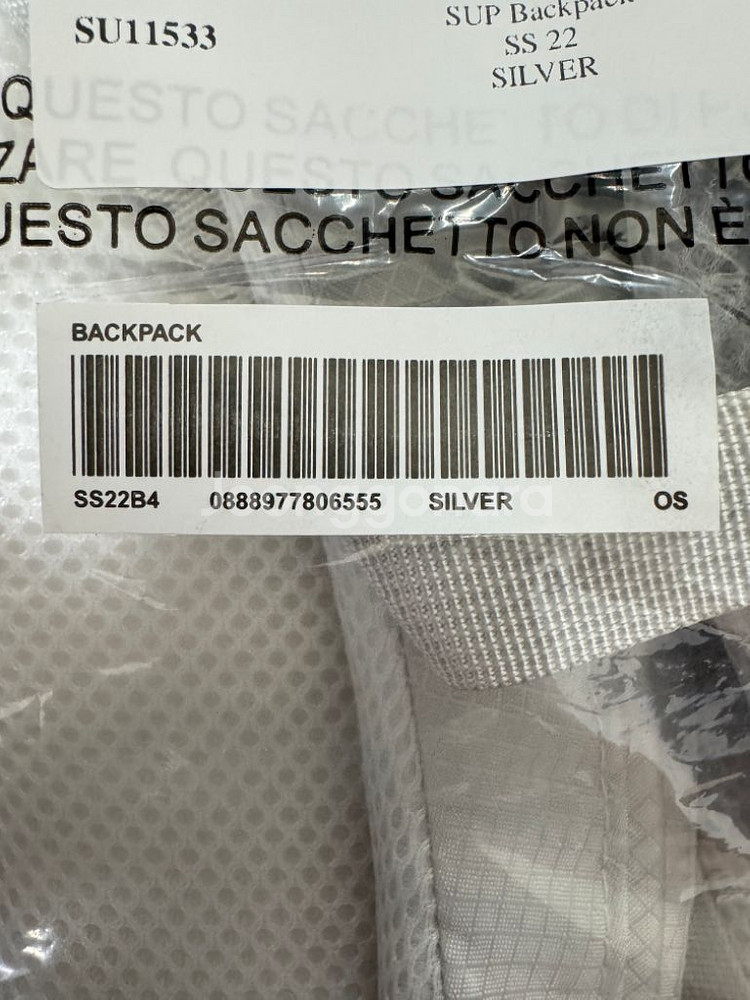 SU11533
SUP Backpack
SS 22
SILVER
QUESTO SACCHETTO DI
ARE QUESTO SACCHETTO
UESTO SACCHETTO NON È
BACKPACK
SS22B4 0888977806555 SILVER OS